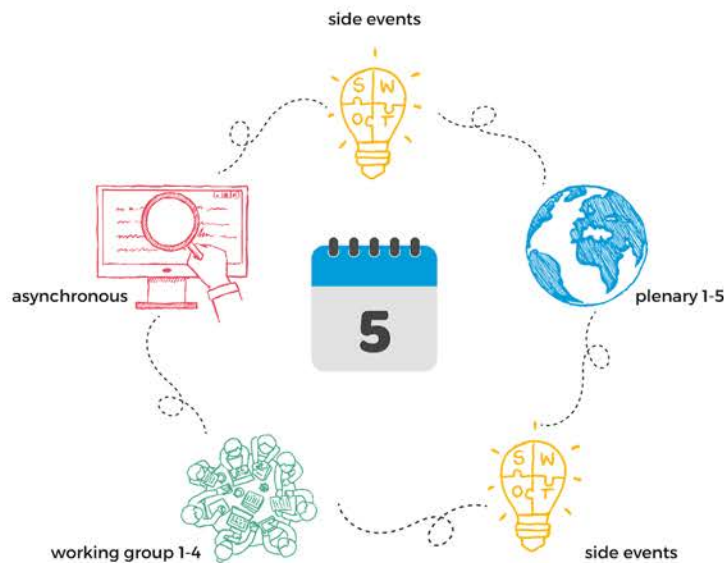 side events
S W
O T
asynchronous
plenary 1-5
5
S W
O T
working group 1-4
side events